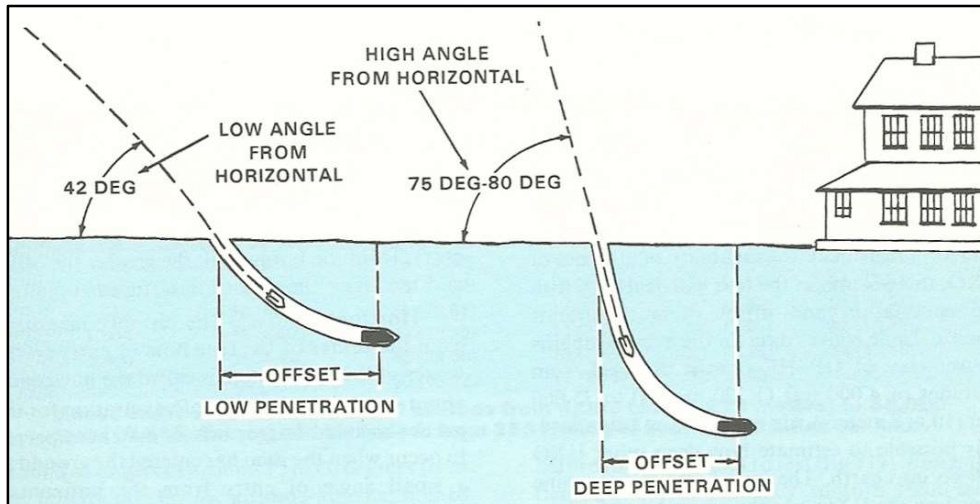 HIGH ANGLE
FROM HORIZONTAL
LOW ANGLE
FROM
HORIZONTAL
42 DEG
75 DEG-80 DEG
OFFSET
LOW PENETRATION
OFFSET
DEEP PENETRATION